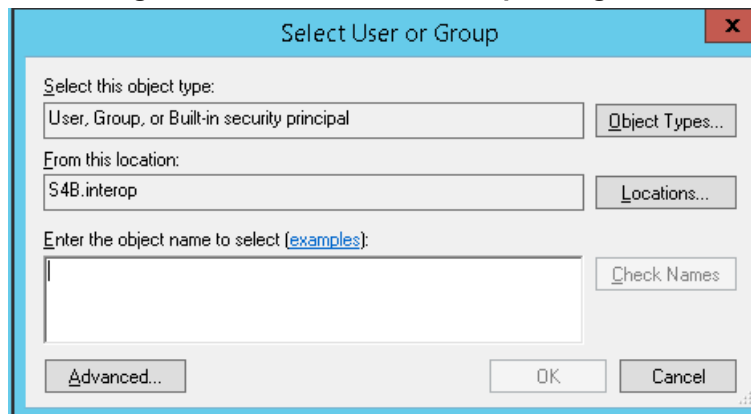 Select User or Group
x
Select this object type:
User, Group, or Built-in security principal
Object Types...
From this location:
S4B.interop
Locations...
Enter the object name to select (examples):
Check Names
Advanced...
OK
Cancel